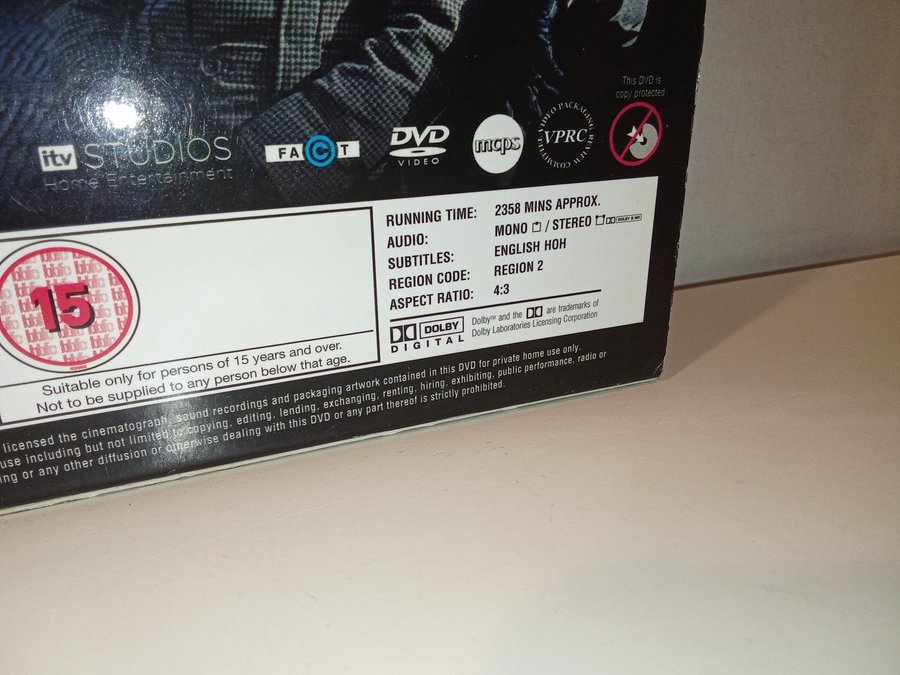 This DVD is
copy protected
itv STUDIOS
Home Entertainment
FACT
DVD
VIDEO
mcps
VIDEO PACKAGING REVIEW COMMITTEE
VPRC
RUNNING TIME: 2358 MINS APPROX.
AUDIO: MONO / STEREO DOLBY B NR
SUBTITLES: ENGLISH HOH
REGION CODE: REGION 2
ASPECT RATIO: 4:3
DOLBY
DIGITAL
Dolby™ and the are trademarks of
Dolby Laboratories Licensing Corporation
15
Suitable only for persons of 15 years and over.
Not to be supplied to any person below that age.
licensed the cinematograph, sound recordings and packaging artwork contained in this DVD for private home use only.
use including but not limited to copying, editing, lending, exchanging, renting, hiring, exhibiting, public performance, radio or
ing or any other diffusion or otherwise dealing with this DVD or any part thereof is strictly prohibited.